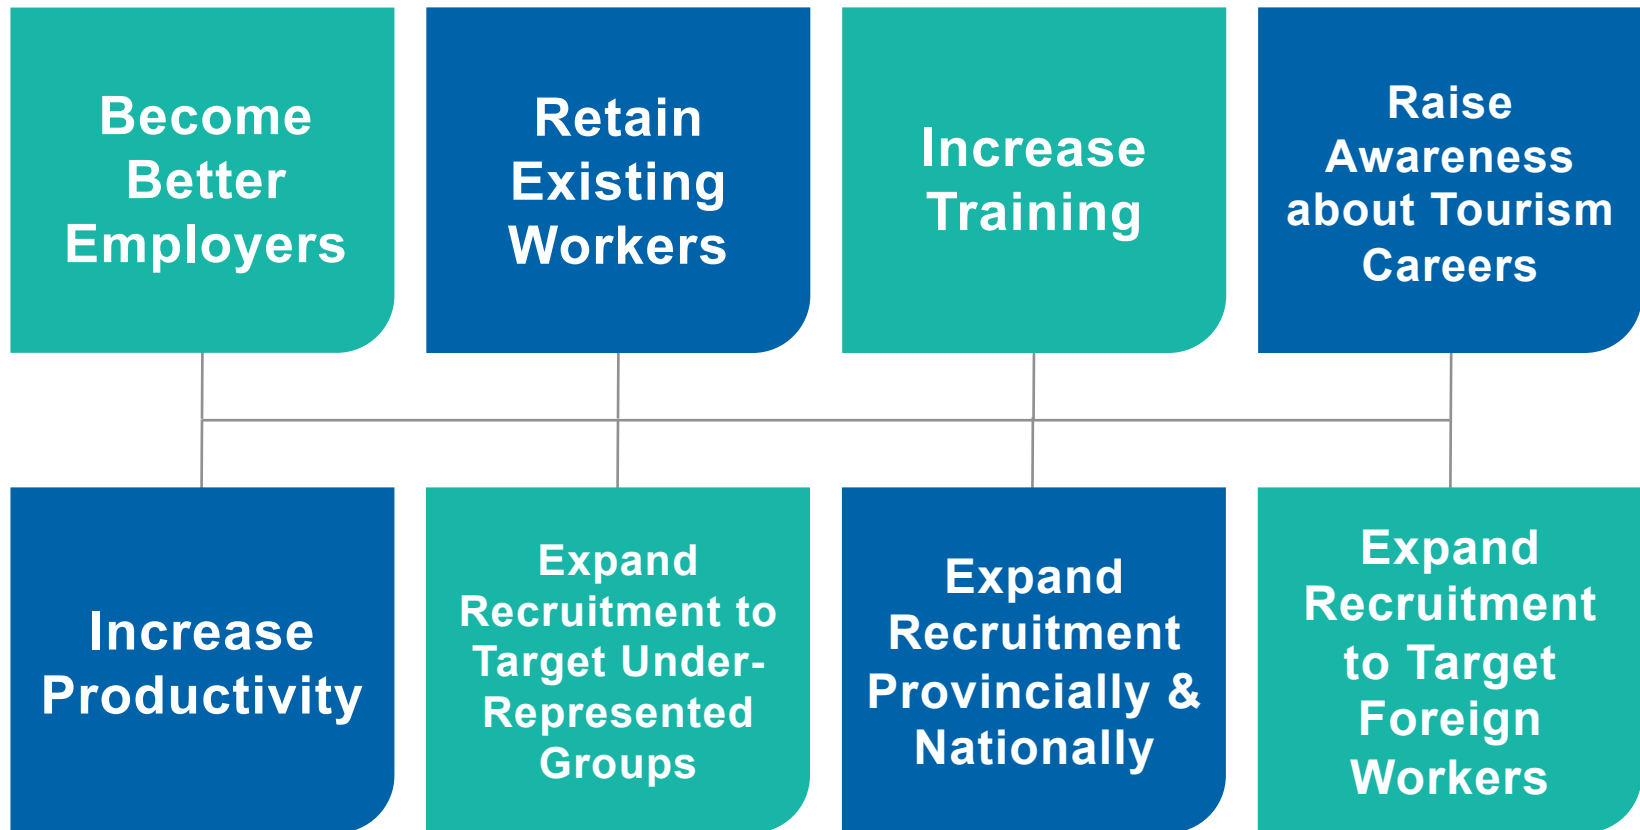 Become
Better
Employers
Retain
Existing
Workers
Increase
Training
Raise
Awareness
about Tourism
Careers
Increase
Productivity
Expand
Recruitment to
Target Under-
Represented
Groups
Expand
Recruitment
Provincially &
Nationally
Expand
Recruitment
to Target
Foreign
Workers